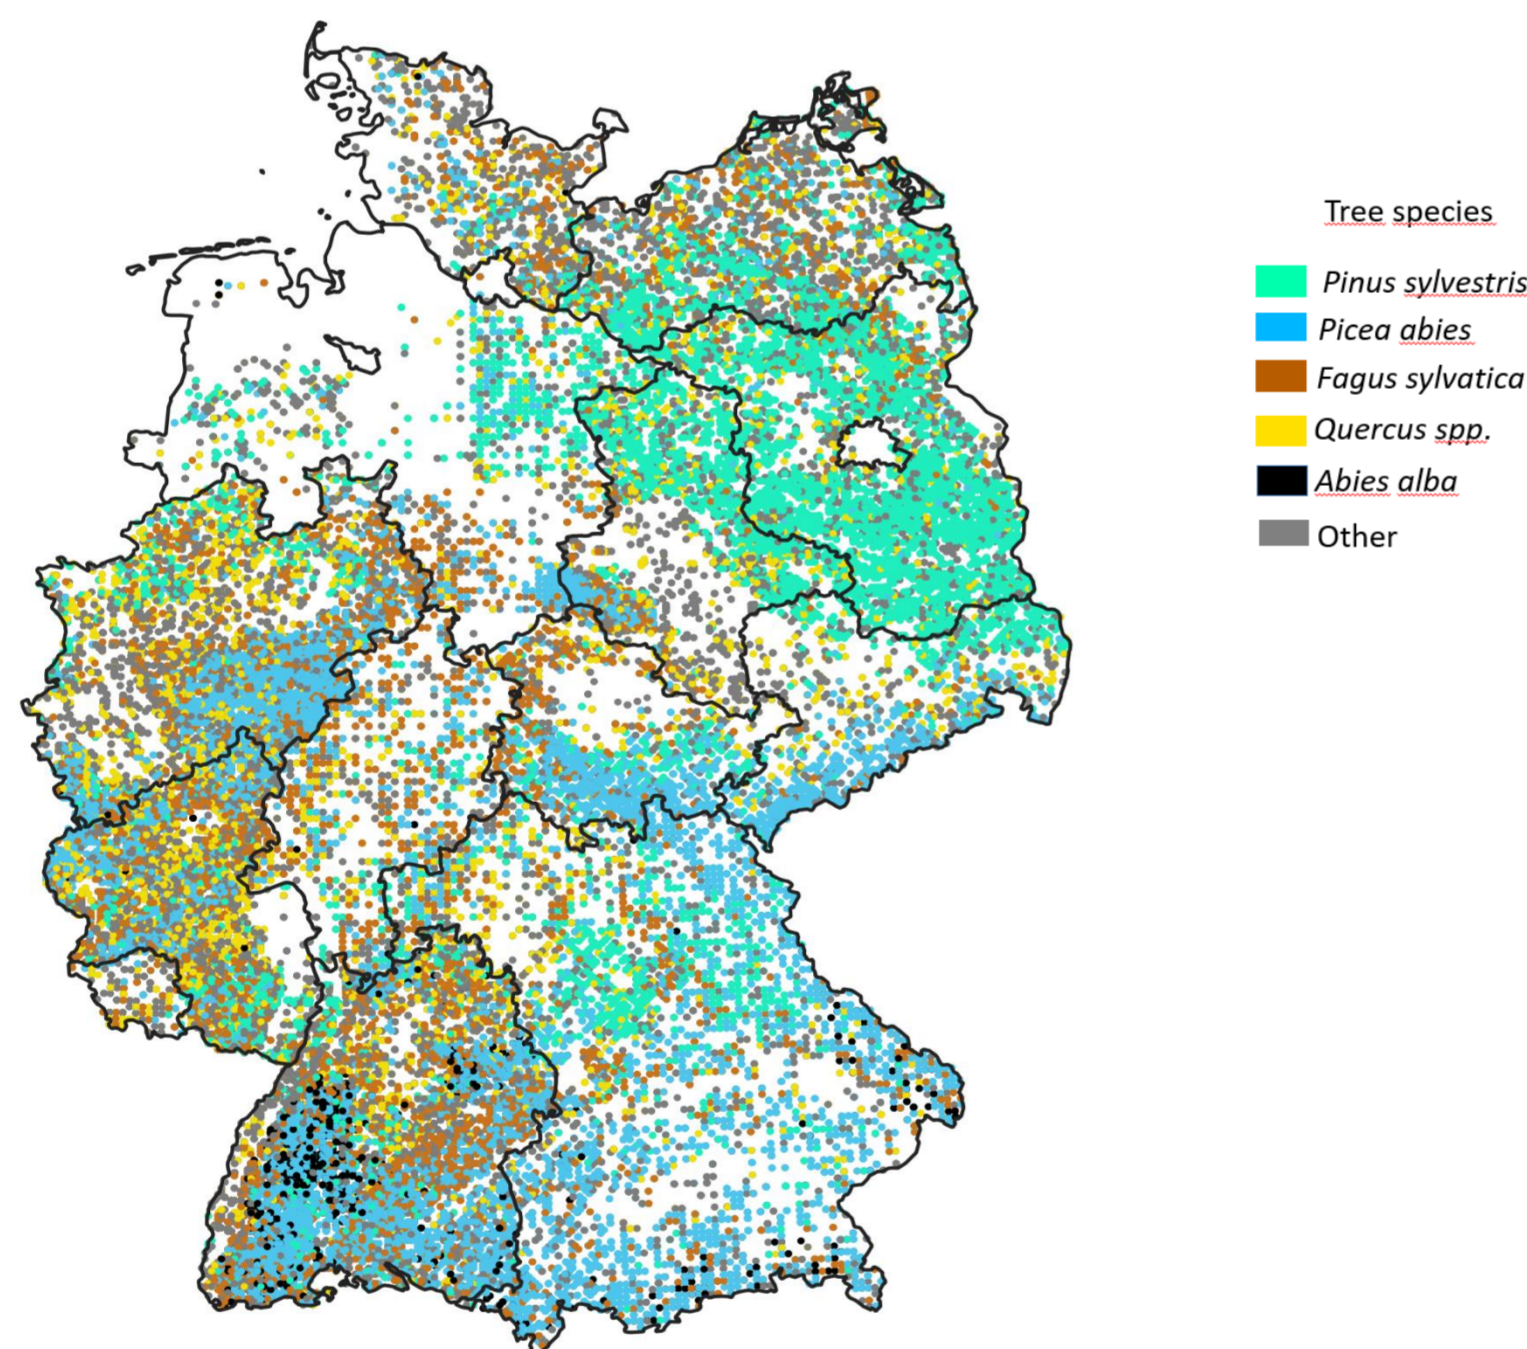 Tree species
Pinus sylvestris
Picea abies
Fagus sylvatica
Quercus spp.
Abies alba
Other